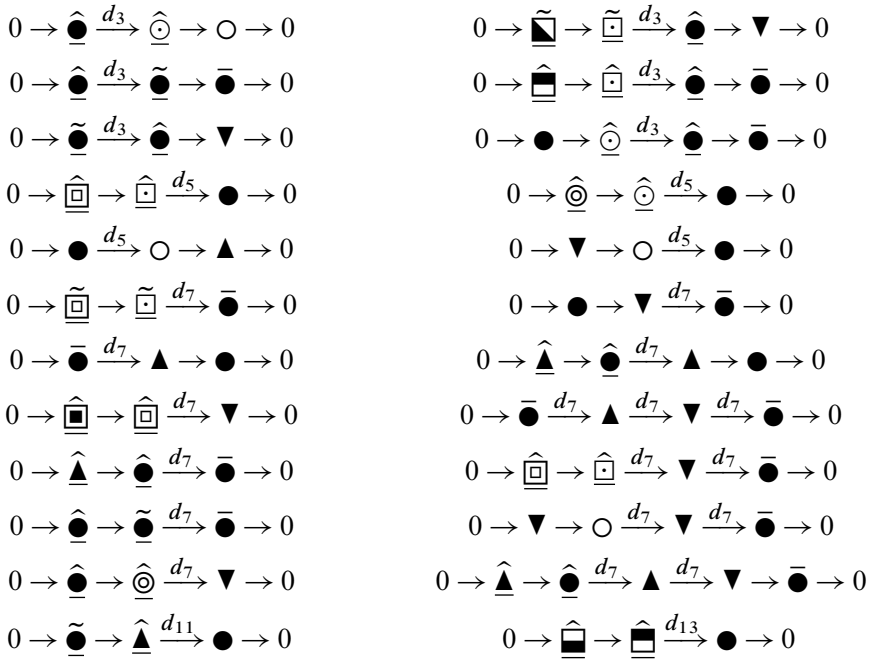 0 → ●̲̂ –d₃→ ⊙̲̂ → ○ → 0   0 → ◣̲̃ –d₃→ ⊡̲̃ –d₃→ ●̲̂ → ▼ → 0
0 → ●̲̂ –d₃→ ●̲̃ → ●̄ → 0   0 → ⬒̲̂ → ⊡̲̂ –d₃→ ●̲̂ → ●̄ → 0
0 → ●̲̃ –d₃→ ●̲̂ → ▼ → 0   0 → ● → ⊙̲̂ –d₃→ ●̲̂ → ●̄ → 0
0 → ⧈̲̂ → ⊡̲̂ –d₅→ ● → 0   0 → ◎̲̂ → ⊙̲̂ –d₅→ ● → 0
0 → ● –d₅→ ○ → ▲ → 0   0 → ▼ → ○ –d₅→ ● → 0
0 → ⧈̲̃ → ⊡̲̃ –d₇→ ●̄ → 0   0 → ● → ▼ –d₇→ ●̄ → 0
0 → ●̄ –d₇→ ▲ → ● → 0   0 → ▲̲̂ → ●̲̂ –d₇→ ▲ → ● → 0
0 → ▣̲̂ → ⧈̲̂ –d₇→ ▼ → 0   0 → ●̄ –d₇→ ▲ –d₇→ ▼ –d₇→ ●̄ → 0
0 → ▲̲̂ → ●̲̂ –d₇→ ●̄ → 0   0 → ⧈̲̂ → ⊡̲̂ –d₇→ ▼ –d₇→ ●̄ → 0
0 → ●̲̂ → ●̲̃ –d₇→ ●̄ → 0   0 → ▼ → ○ –d₇→ ▼ –d₇→ ●̄ → 0
0 → ●̲̂ → ◎̲̂ –d₇→ ▼ → 0   0 → ▲̲̂ → ●̲̂ –d₇→ ▲ –d₇→ ▼ → ●̄ → 0
0 → ●̲̃ → ▲̲̂ –d₁₁→ ● → 0   0 → ⬓̲̂ → ⬒̲̂ –d₁₃→ ● → 0